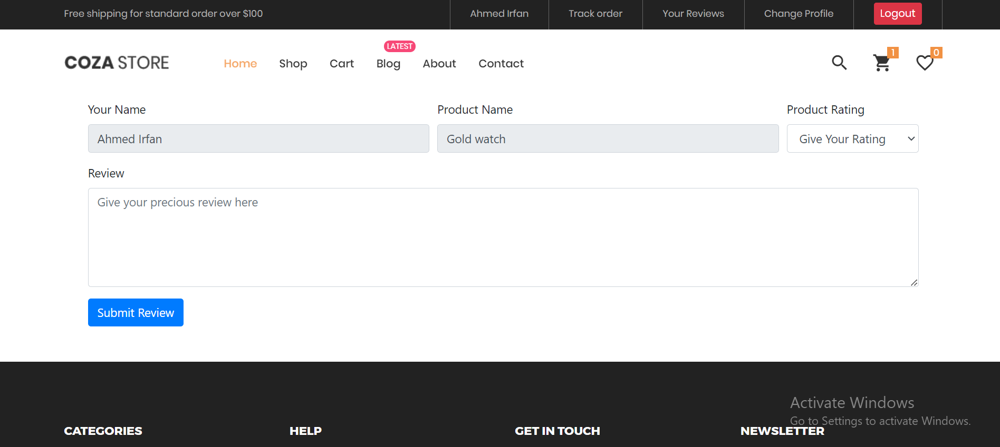 Free shipping for standard order over $100
Ahmed Irfan
Track order
Your Reviews
Change Profile
Logout
COZA STORE
Home
Shop
Cart
LATEST
Blog
About
Contact
1
0
Your Name
Product Name
Product Rating
Ahmed Irfan
Gold watch
Give Your Rating
Review
Give your precious review here
Submit Review
Activate Windows
Go to Settings to activate Windows.
CATEGORIES
HELP
GET IN TOUCH
NEWSLETTER